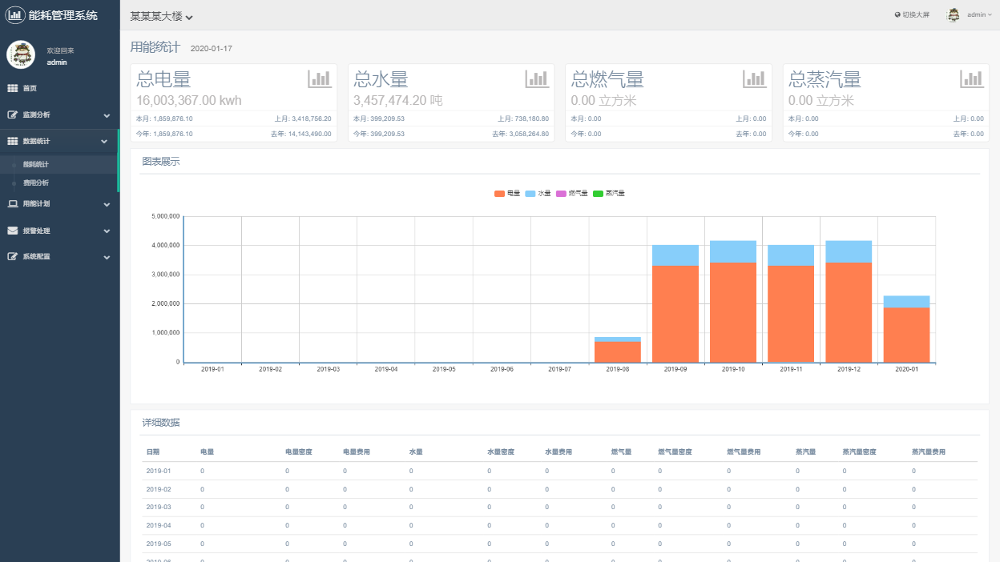 能耗管理系统
欢迎回来
admin
首页
监测分析
数据统计
能耗统计
费用分析
用能计划
报警处理
系统配置
某某某大楼
切换大屏
admin
用能统计 2020-01-17
总电量
16,003,367.00 kwh
本月: 1,859,876.10 上月: 3,418,756.20
今年: 1,859,876.10 去年: 14,143,490.00
总水量
3,457,474.20 吨
本月: 399,209.53 上月: 738,180.80
今年: 399,209.53 去年: 3,058,264.80
总燃气量
0.00 立方米
本月: 0.00 上月: 0.00
今年: 0.00 去年: 0.00
总蒸汽量
0.00 立方米
本月: 0.00 上月: 0.00
今年: 0.00 去年: 0.00
图表展示
电量 水量 燃气量 蒸汽量
5,000,000
4,000,000
3,000,000
2,000,000
1,000,000
0
2019-01 2019-02 2019-03 2019-04 2019-05 2019-06 2019-07 2019-08 2019-09 2019-10 2019-11 2019-12 2020-01
详细数据
日期 电量 电量密度 电量费用 水量 水量密度 水量费用 燃气量 燃气量密度 燃气量费用 蒸汽量 蒸汽量密度 蒸汽量费用
2019-01 0 0 0 0 0 0 0 0 0 0 0 0
2019-02 0 0 0 0 0 0 0 0 0 0 0 0
2019-03 0 0 0 0 0 0 0 0 0 0 0 0
2019-04 0 0 0 0 0 0 0 0 0 0 0 0
2019-05 0 0 0 0 0 0 0 0 0 0 0 0